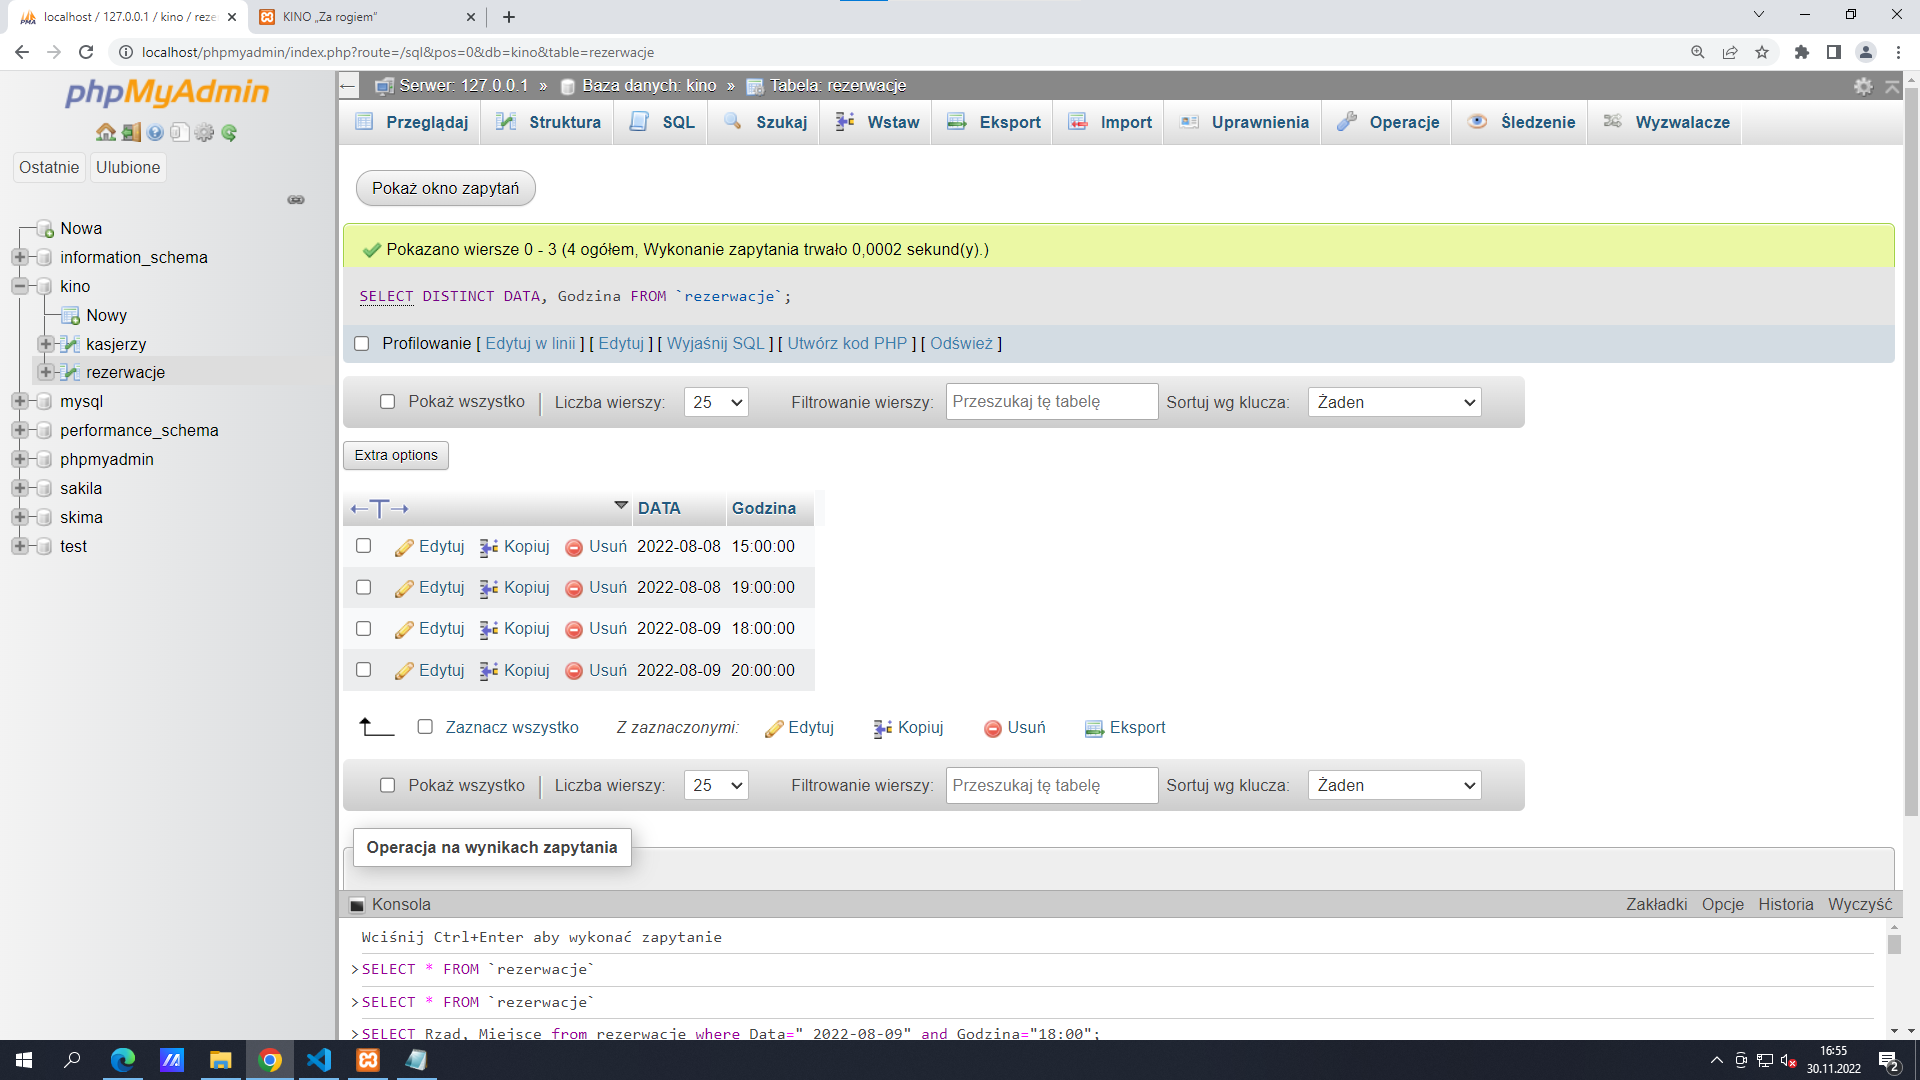 localhost / 127.0.0.1 / kino / reze
KINO „Za rogiem"
localhost/phpmyadmin/index.php?route=/sql&pos=0&db=kino&table=rezerwacje
phpMyAdmin
Ostatnie
Ulubione
Nowa
information_schema
kino
Nowy
kasjerzy
rezerwacje
mysql
performance_schema
phpmyadmin
sakila
skima
test
Serwer: 127.0.0.1 » Baza danych: kino » Tabela: rezerwacje
Przeglądaj Struktura SQL Szukaj Wstaw Eksport Import Uprawnienia Operacje Śledzenie Wyzwalacze
Pokaż okno zapytań
Pokazano wiersze 0 - 3 (4 ogółem, Wykonanie zapytania trwało 0,0002 sekund(y).)
SELECT DISTINCT DATA, Godzina FROM `rezerwacje`;
Profilowanie [ Edytuj w linii ] [ Edytuj ] [ Wyjaśnij SQL ] [ Utwórz kod PHP ] [ Odśwież ]
Pokaż wszystko | Liczba wierszy: 25 Filtrowanie wierszy: Przeszukaj tę tabelę Sortuj wg klucza: Żaden
Extra options
←T→ DATA Godzina
Edytuj Kopiuj Usuń 2022-08-08 15:00:00
Edytuj Kopiuj Usuń 2022-08-08 19:00:00
Edytuj Kopiuj Usuń 2022-08-09 18:00:00
Edytuj Kopiuj Usuń 2022-08-09 20:00:00
Zaznacz wszystko Z zaznaczonymi: Edytuj Kopiuj Usuń Eksport
Pokaż wszystko | Liczba wierszy: 25 Filtrowanie wierszy: Przeszukaj tę tabelę Sortuj wg klucza: Żaden
Operacja na wynikach zapytania
Konsola Zakładki Opcje Historia Wyczyść
Wciśnij Ctrl+Enter aby wykonać zapytanie
>SELECT * FROM `rezerwacje`
>SELECT * FROM `rezerwacje`
>SELECT Rzad, Miejsce from rezerwacje where Data=" 2022-08-09" and Godzina="18:00";
16:55
30.11.2022
2